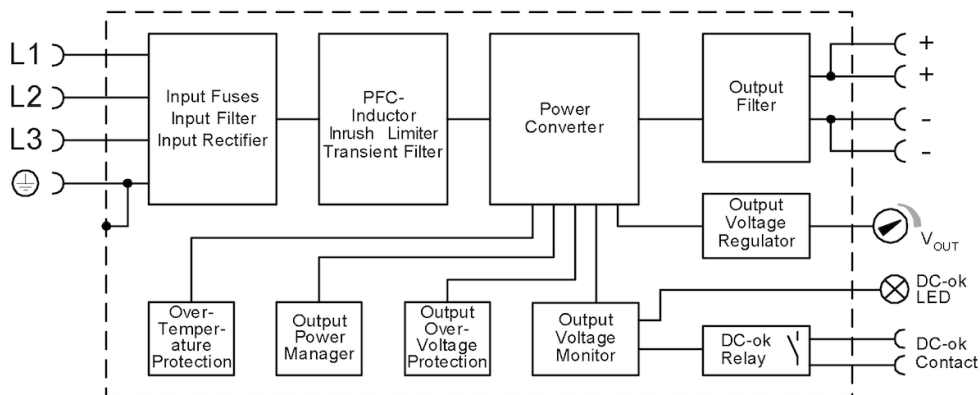 L1
L2
L3
Input Fuses
Input Filter
Input Rectifier
PFC-
Inductor
Inrush Limiter
Transient Filter
Power
Converter
Output
Filter
+
+
-
-
Output
Voltage
Regulator
VOUT
Over-
Temper-
ature
Protection
Output
Power
Manager
Output
Over-
Voltage
Protection
Output
Voltage
Monitor
DC-ok
Relay
DC-ok
LED
DC-ok
Contact